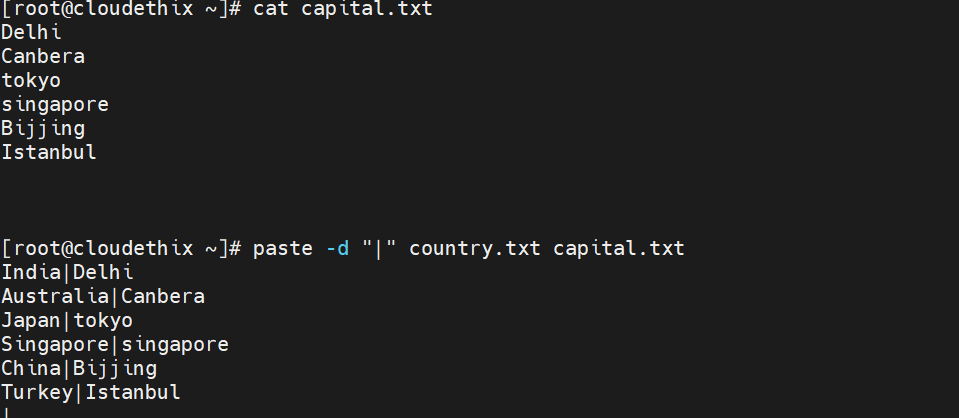 [root@cloudethix ~]# cat capital.txt
Delhi
Canbera
tokyo
singapore
Bijjing
Istanbul
[root@cloudethix ~]# paste -d "|" country.txt capital.txt
India|Delhi
Australia|Canbera
Japan|tokyo
Singapore|singapore
China|Bijjing
Turkey|Istanbul
|